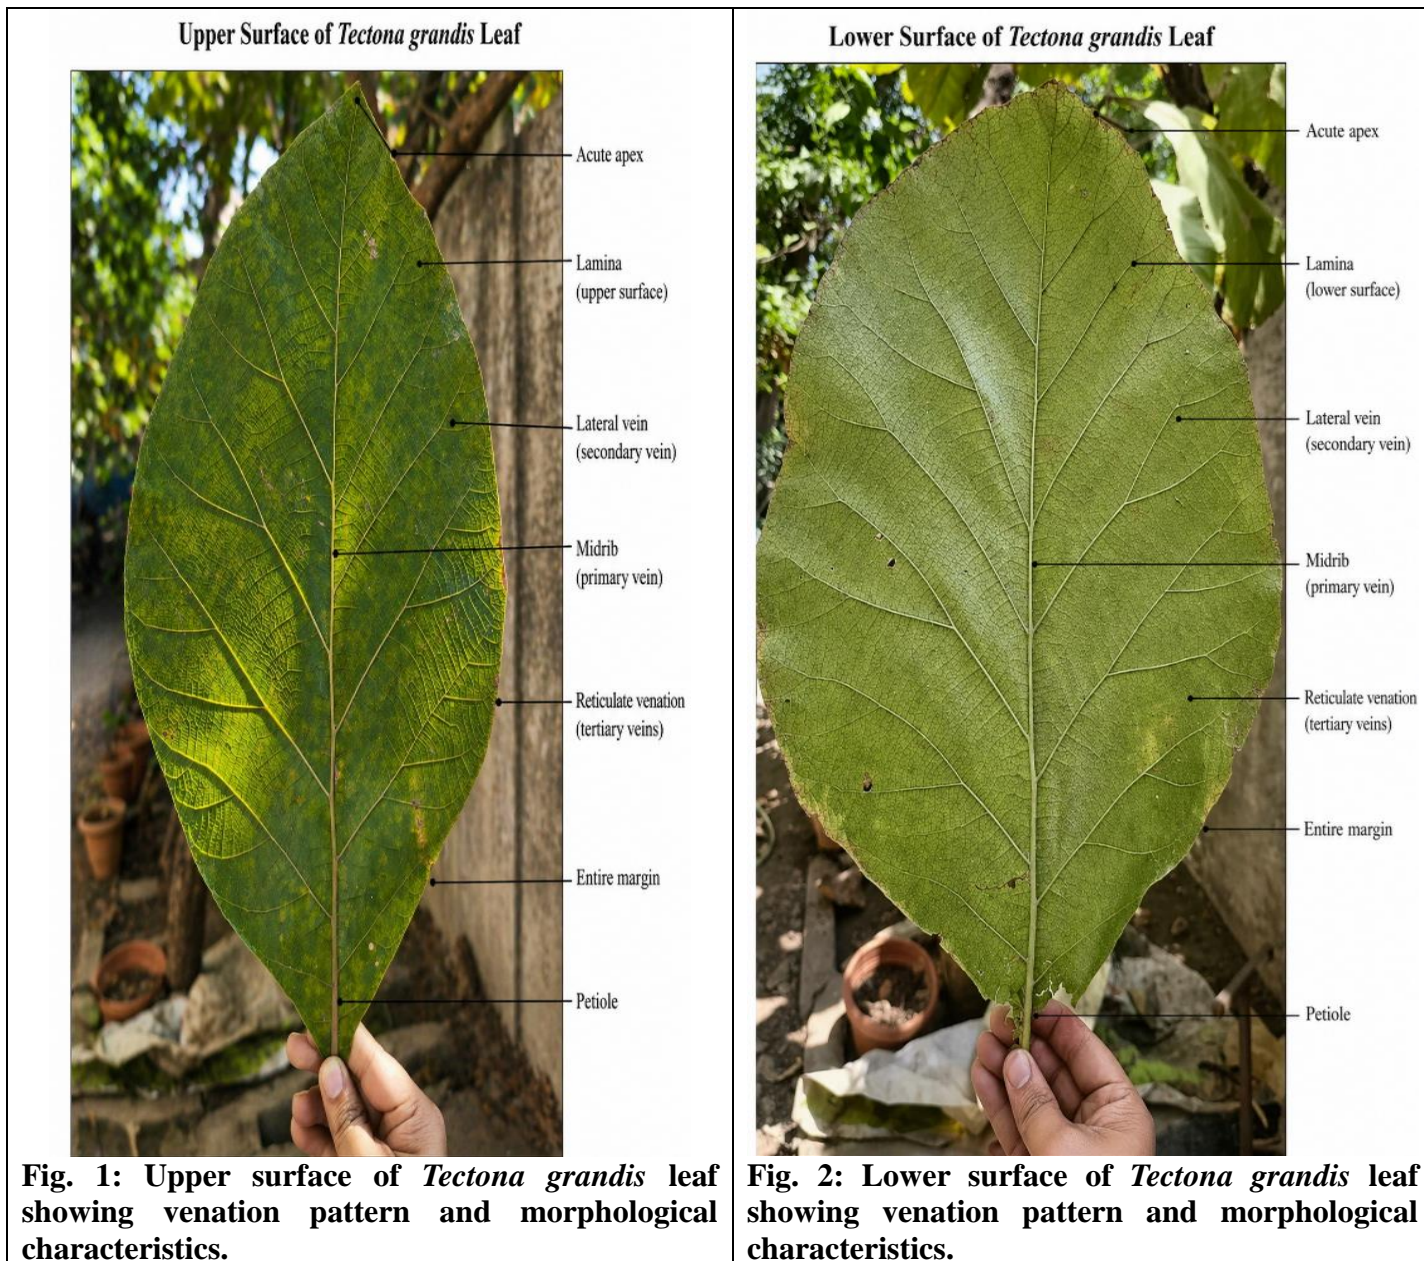 Upper Surface of Tectona grandis Leaf
Acute apex
Lamina
(upper surface)
Lateral vein
(secondary vein)
Midrib
(primary vein)
Reticulate venation
(tertiary veins)
Entire margin
Petiole
Fig. 1: Upper surface of Tectona grandis leaf
showing venation pattern and morphological
characteristics.
Lower Surface of Tectona grandis Leaf
Acute apex
Lamina
(lower surface)
Lateral vein
(secondary vein)
Midrib
(primary vein)
Reticulate venation
(tertiary veins)
Entire margin
Petiole
Fig. 2: Lower surface of Tectona grandis leaf
showing venation pattern and morphological
characteristics.